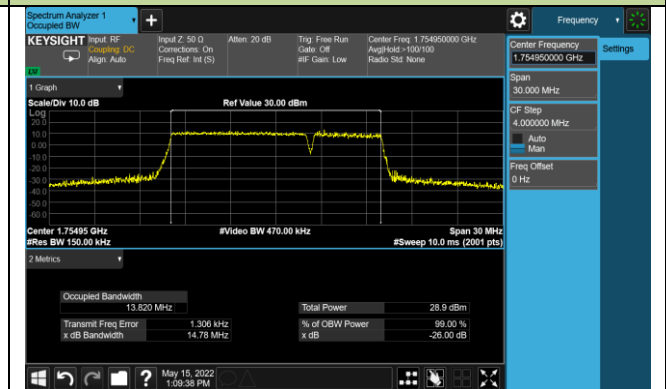 Spectrum Analyzer 1
Occupied BW
Frequency
KEYSIGHT
Input: RF
Coupling: DC
Align: Auto
Input Z: 50 Ω
Corrections: On
Freq Ref: Int (S)
Atten: 20 dB
Trig: Free Run
Gate: Off
#IF Gain: Low
Center Freq: 1.754950000 GHz
Avg|Hold:>100/100
Radio Std: None
Center Frequency
1.754950000 GHz
Settings
Span
30.000 MHz
CF Step
4.000000 MHz
Auto
Man
Freq Offset
0 Hz
1 Graph
Scale/Div 10.0 dB
Ref Value 30.00 dBm
Log
20.0
10.0
0.00
-10.0
-20.0
-30.0
-40.0
-50.0
-60.0
Center 1.75495 GHz
#Video BW 470.00 kHz
Span 30 MHz
#Res BW 150.00 kHz
#Sweep 10.0 ms (2001 pts)
2 Metrics
Occupied Bandwidth
13.820 MHz
Total Power
28.9 dBm
Transmit Freq Error
1.306 kHz
% of OBW Power
99.00 %
x dB Bandwidth
14.78 MHz
x dB
-26.00 dB
May 15, 2022
1:09:38 PM